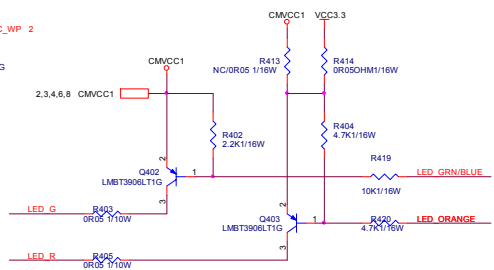 C_WP 2
G
CMVCC1 VCC3.3
R413
NC/0R05 1/16W
R414
0R05OHM1/16W
CMVCC1
2,3,4,6,8 CMVCC1
R402
2.2K1/16W
R404
4.7K1/16W
2
Q402
LMBT3906LT1G
1
3
R419
10K1/16W
LED_GRN/BLUE
LED_G
R403
0R05 1/10W
2
Q403
LMBT3906LT1G
1
3
R420
4.7K1/16W
LED_ORANGE
LED_R
R405
0R05 1/10W